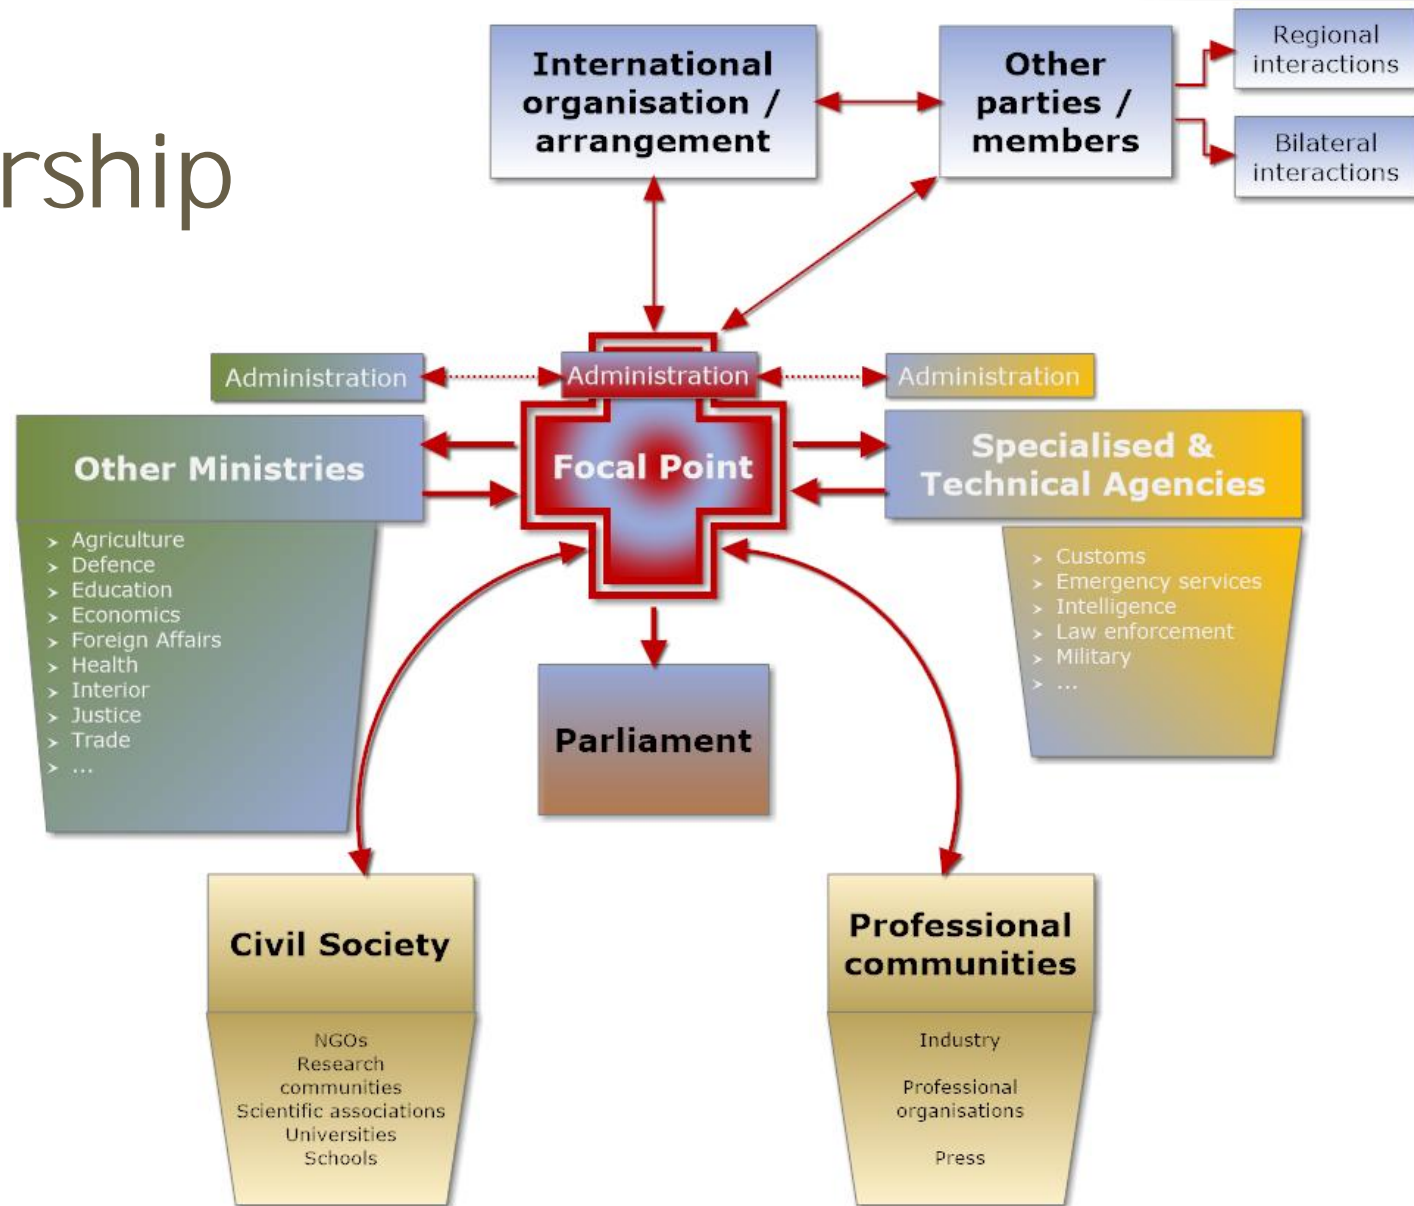 rship
International
organisation /
arrangement
Other
parties /
members
Regional
interactions
Bilateral
interactions
Administration
Administration
Administration
Other Ministries
Focal Point
Specialised &
Technical Agencies
➢ Agriculture
➢ Defence
➢ Education
➢ Economics
➢ Foreign Affairs
➢ Health
➢ Interior
➢ Justice
➢ Trade
➢ ...
➢ Customs
➢ Emergency services
➢ Intelligence
➢ Law enforcement
➢ Military
➢ ...
Parliament
Civil Society
NGOs
Research
communities
Scientific associations
Universities
Schools
Professional
communities
Industry
Professional
organisations
Press